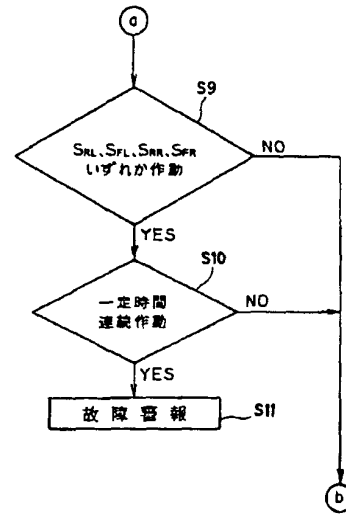 a
S9
SRL、SFL、SRR、SFR
いずれか作動
NO
YES
S10
一定時間
連続作動
NO
YES
故障警報
S11
b